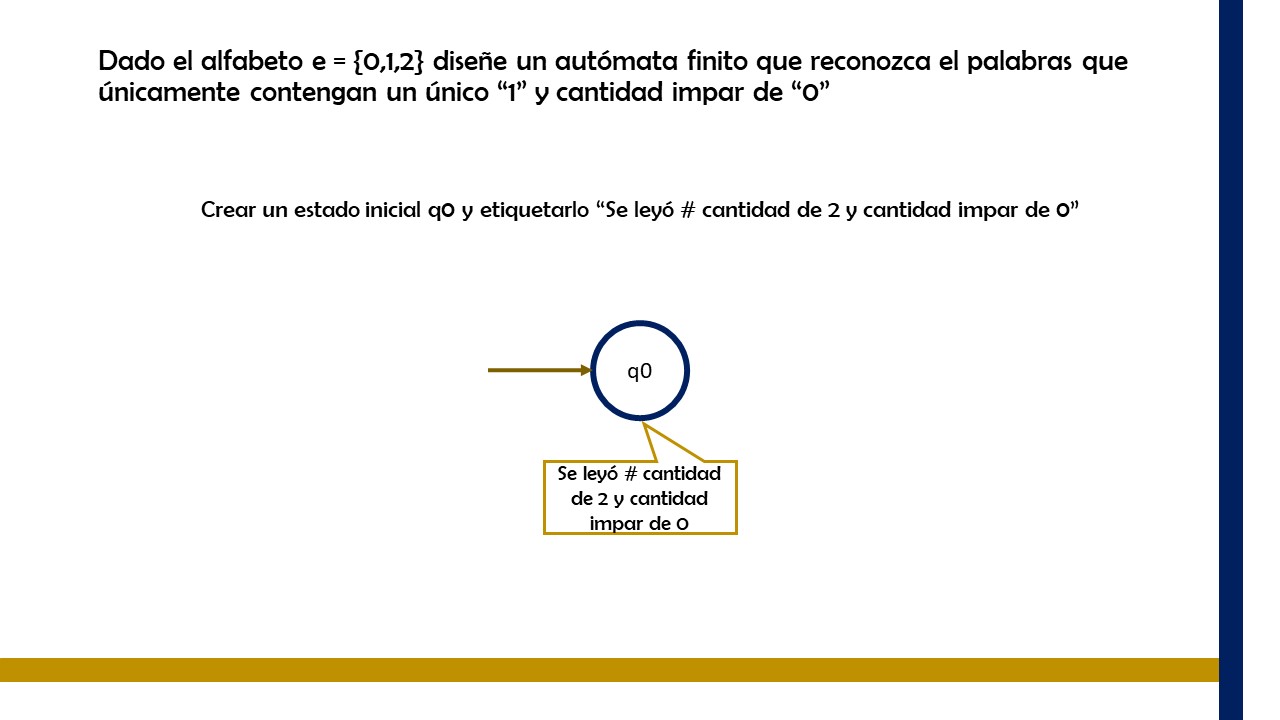 Dado el alfabeto e = {0,1,2} diseñe un autómata finito que reconozca el palabras que
únicamente contengan un único “1” y cantidad impar de “0”
Crear un estado inicial q0 y etiquetarlo “Se leyó # cantidad de 2 y cantidad impar de 0”
q0
Se leyó # cantidad
de 2 y cantidad
impar de 0